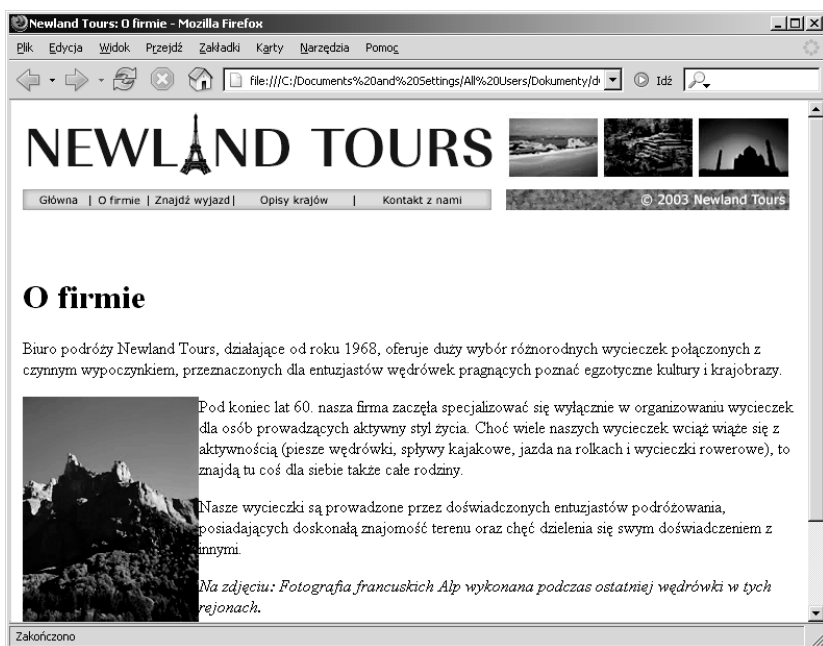 Newland Tours: O firmie - Mozilla Firefox
Plik Edycja Widok Przejdź Zakładki Karty Narzędzia Pomoc
file:///C:/Documents%20and%20Settings/All%20Users/Dokumenty/d Idź
NEWLAND TOURS
Główna | O firmie | Znajdź wyjazd | Opisy krajów | Kontakt z nami
© 2003 Newland Tours
O firmie
Biuro podróży Newland Tours, działające od roku 1968, oferuje duży wybór różnorodnych wycieczek połączonych z
czynnym wypoczynkiem, przeznaczonych dla entuzjastów wędrówek pragnących poznać egzotyczne kultury i krajobrazy.
Pod koniec lat 60. nasza firma zaczęła specjalizować się wyłącznie w organizowaniu wycieczek
dla osób prowadzących aktywny styl życia. Choć wiele naszych wycieczek wciąż wiąże się z
aktywnością (piesze wędrówki, spływy kajakowe, jazda na rolkach i wycieczki rowerowe), to
znajdą tu coś dla siebie także całe rodziny.
Nasze wycieczki są prowadzone przez doświadczonych entuzjastów podróżowania,
posiadających doskonałą znajomość terenu oraz chęć dzielenia się swym doświadczeniem z
innymi.
Na zdjęciu: Fotografia francuskich Alp wykonana podczas ostatniej wędrówki w tych
rejonach.
Zakończono